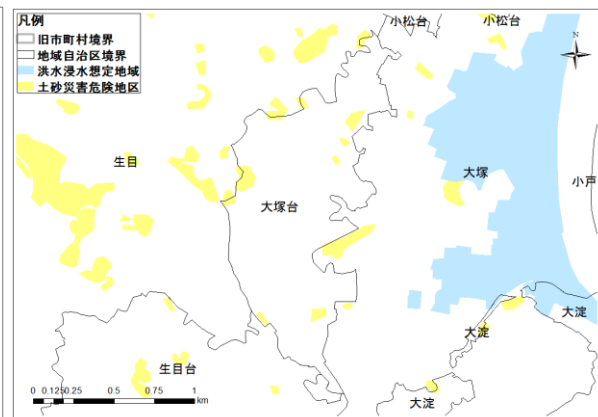 凡例
旧市町村境界
地域自治区境界
洪水浸水想定地域
土砂災害危険地区
小松台
小松台
N
生目
大塚
小戸
大塚台
大淀
大淀
生目台
大淀
0 0.125 0.25 0.5 0.75 1
km